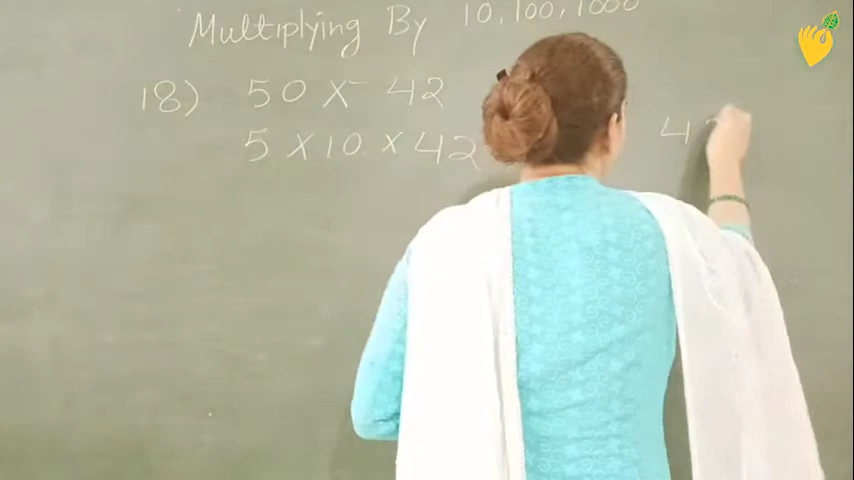 Multiplying By 10, 100, 1000
18) 50 X 42
5 X 10 X 42
4